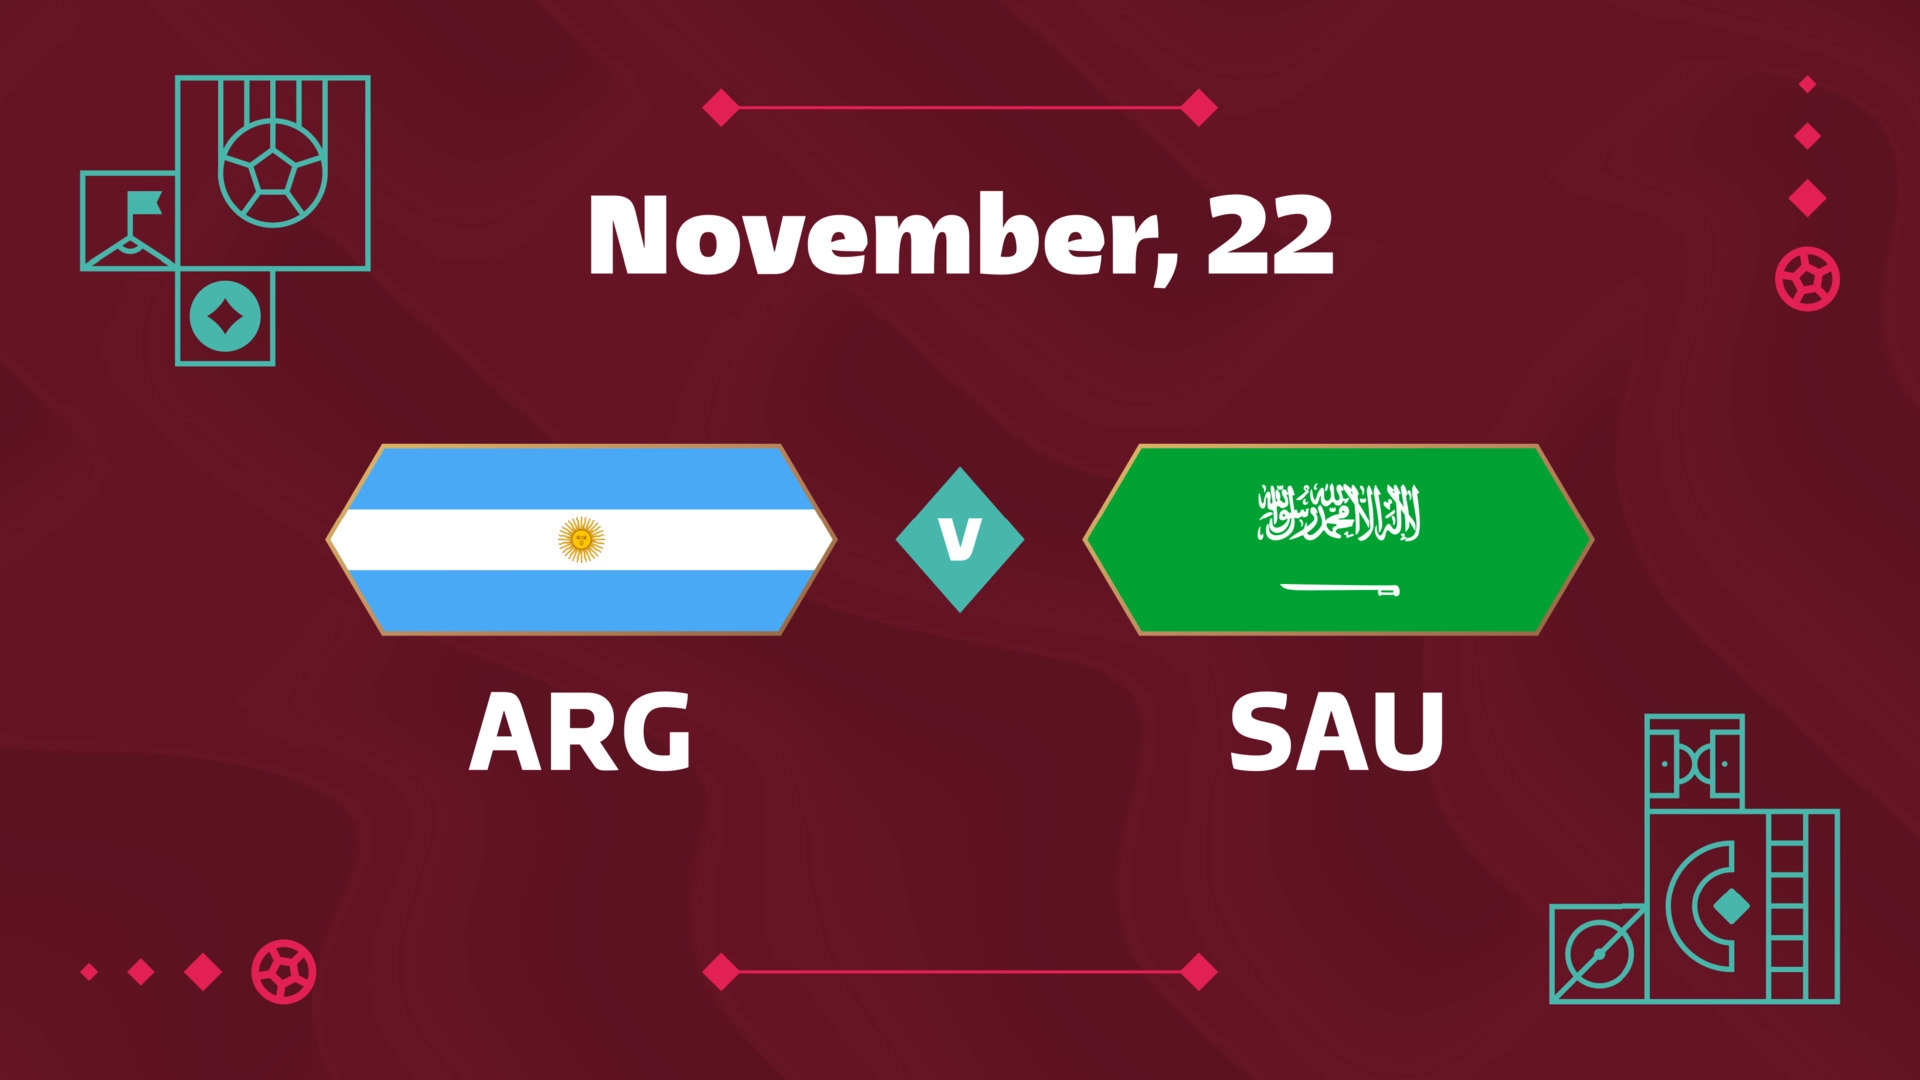 November, 22
لا إله إلا الله محمد رسول الله
v
ARG
SAU